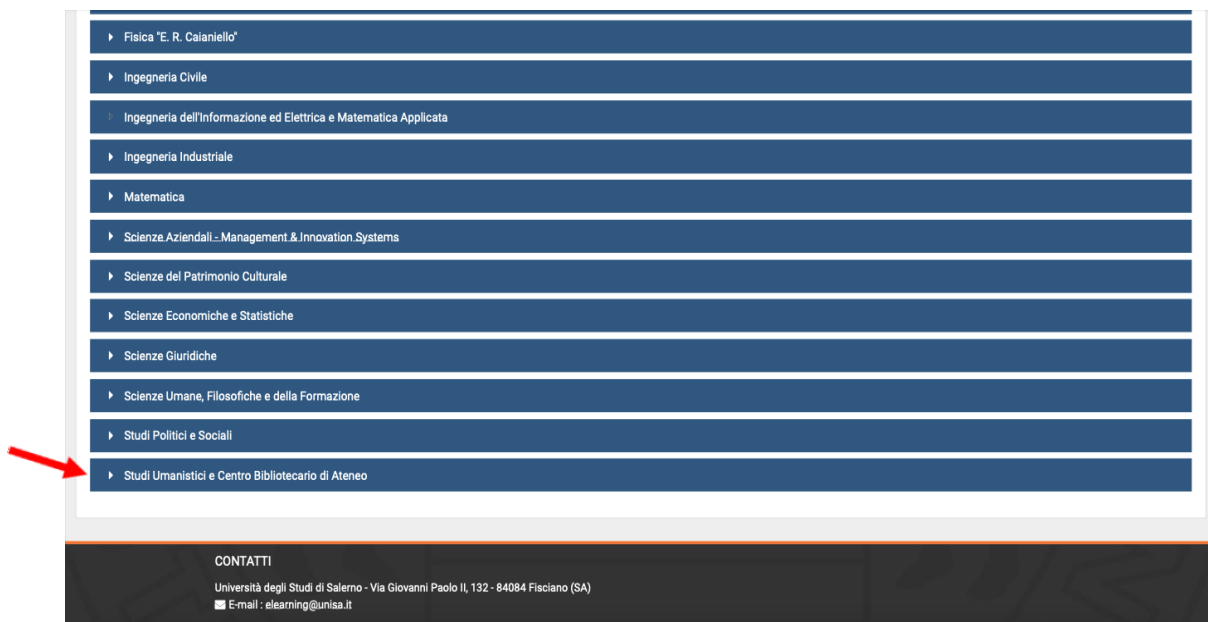 Fisica "E. R. Caianiello"
Ingegneria Civile
Ingegneria dell'Informazione ed Elettrica e Matematica Applicata
Ingegneria Industriale
Matematica
Scienze Aziendali - Management & Innovation Systems
Scienze del Patrimonio Culturale
Scienze Economiche e Statistiche
Scienze Giuridiche
Scienze Umane, Filosofiche e della Formazione
Studi Politici e Sociali
Studi Umanistici e Centro Bibliotecario di Ateneo
CONTATTI
Università degli Studi di Salerno - Via Giovanni Paolo II, 132 - 84084 Fisciano (SA)
E-mail : elearning@unisa.it